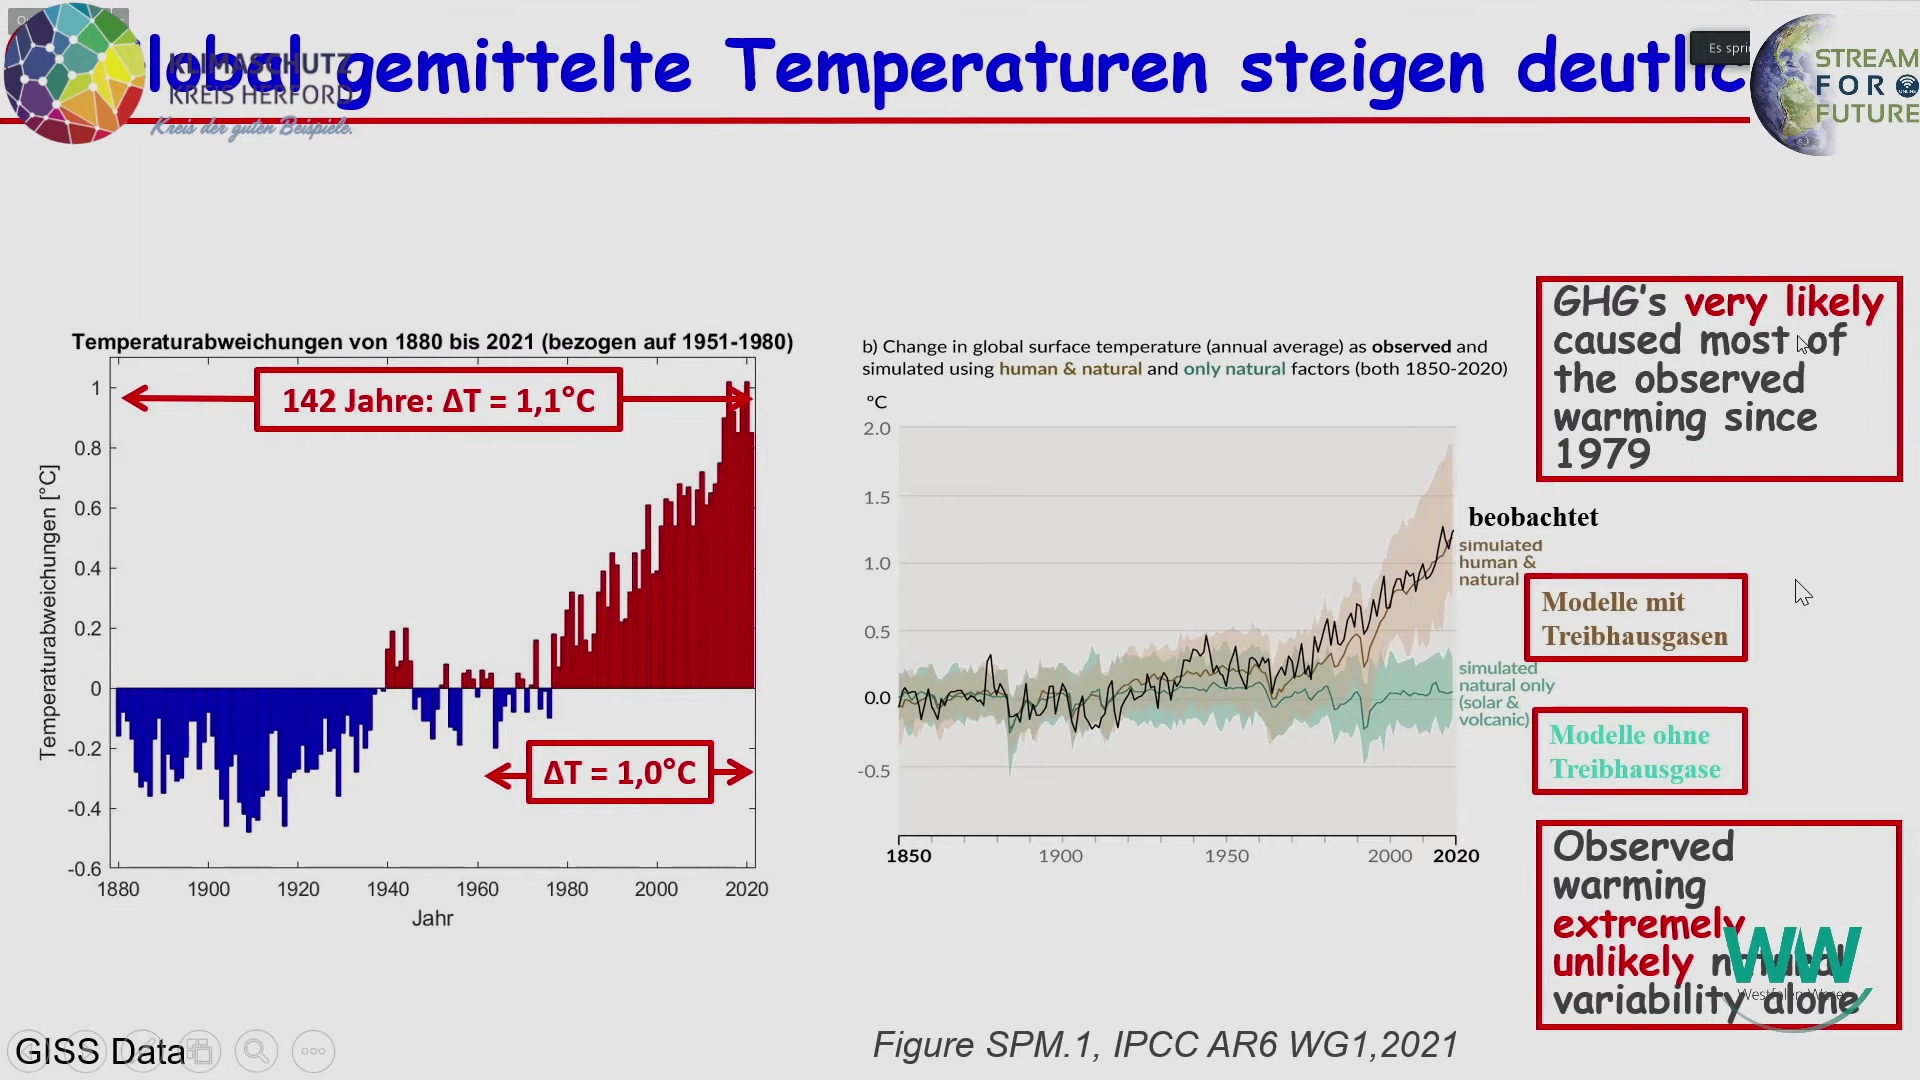 lobal gemittelte Temperaturen steigen deutlic
KLIMASCHUTZ
KREIS HERFORD
Kreis der guten Beispiele.
Es spri
STREAM
FOR
FUTURE
Temperaturabweichungen von 1880 bis 2021 (bezogen auf 1951-1980)
142 Jahre: ΔT = 1,1°C
ΔT = 1,0°C
Temperaturabweichungen [°C]
1
0.8
0.6
0.4
0.2
0
-0.2
-0.4
-0.6
1880 1900 1920 1940 1960 1980 2000 2020
Jahr
b) Change in global surface temperature (annual average) as observed and
simulated using human & natural and only natural factors (both 1850-2020)
°C
2.0
1.5
1.0
0.5
0.0
-0.5
1850 1900 1950 2000 2020
beobachtet
simulated
human &
natural
Modelle mit
Treibhausgasen
simulated
natural only
(solar &
volcanic)
Modelle ohne
Treibhausgase
GHG's very likely
caused most of
the observed
warming since
1979
Observed
warming
extremely
unlikely natural
variability alone
WW
Westfalen Weser
GISS Data
Figure SPM.1, IPCC AR6 WG1,2021